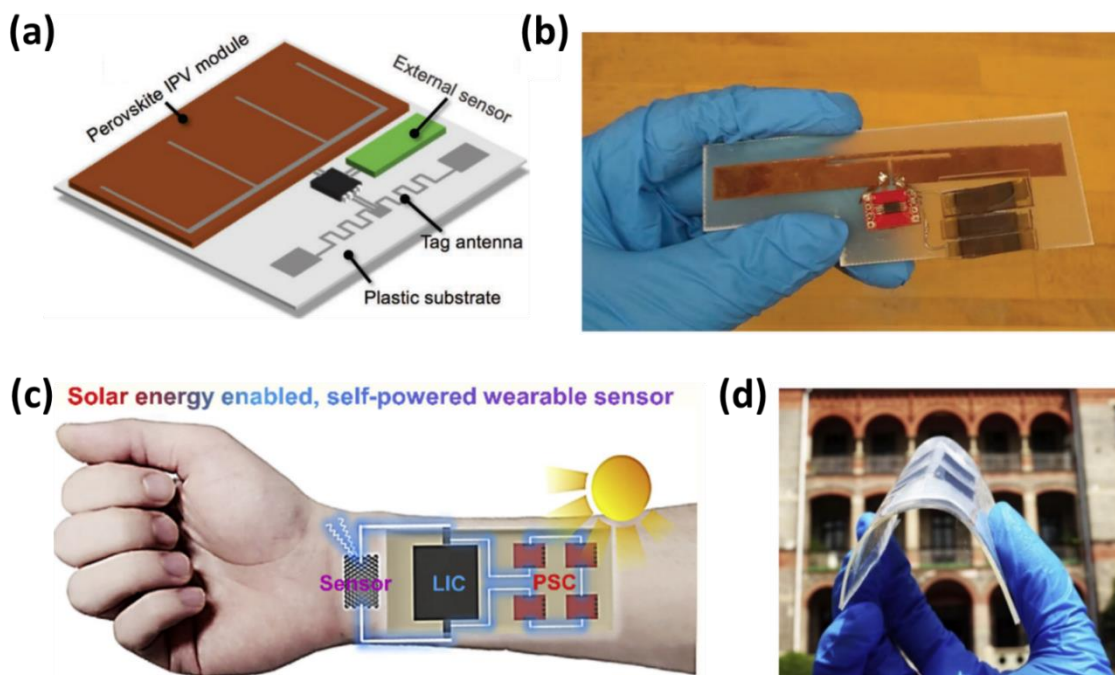 (a)
Perovskite IPV module
External sensor
Tag antenna
Plastic substrate
(b)
(c)
Solar energy enabled, self-powered wearable sensor
Sensor
LIC
PSC
(d)